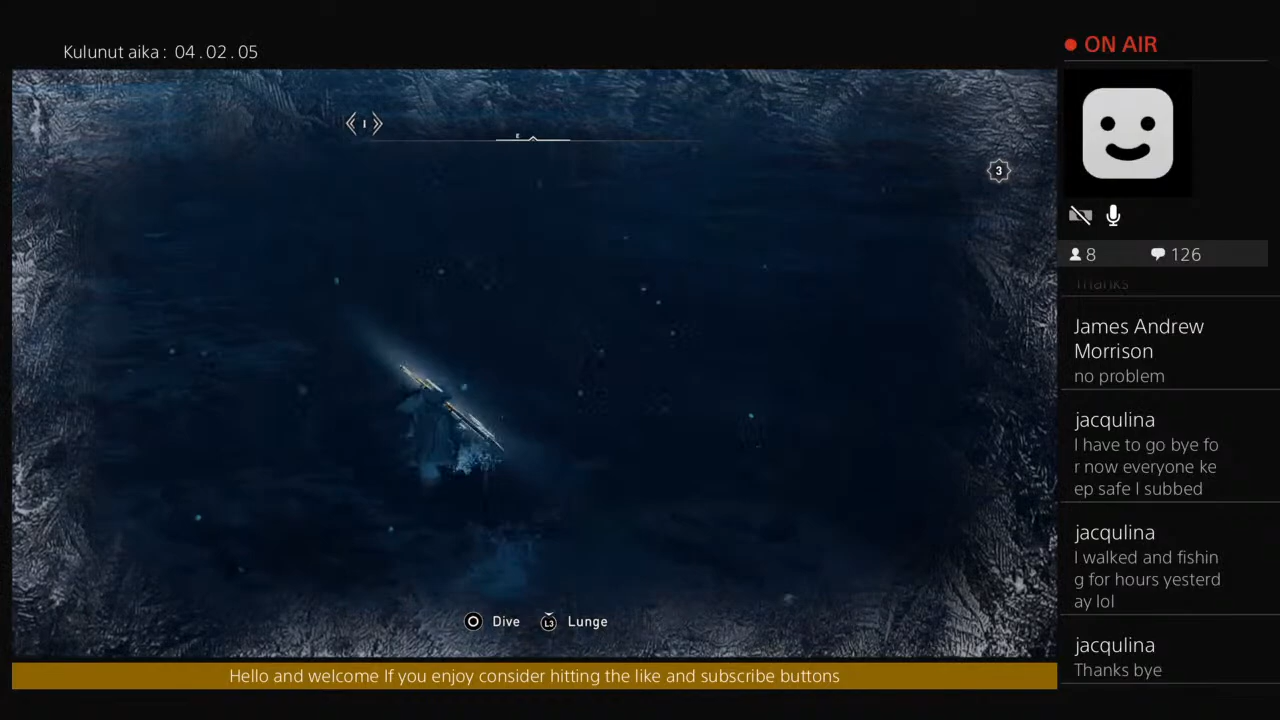 Kulunut aika: 04.02.05
ON AIR
I
E
3
8
126
Thanks
James Andrew
Morrison
no problem
jacqulina
I have to go bye fo
r now everyone ke
ep safe I subbed
jacqulina
I walked and fishin
g for hours yesterd
ay lol
jacqulina
Thanks bye
Dive
L3
Lunge
Hello and welcome If you enjoy consider hitting the like and subscribe buttons